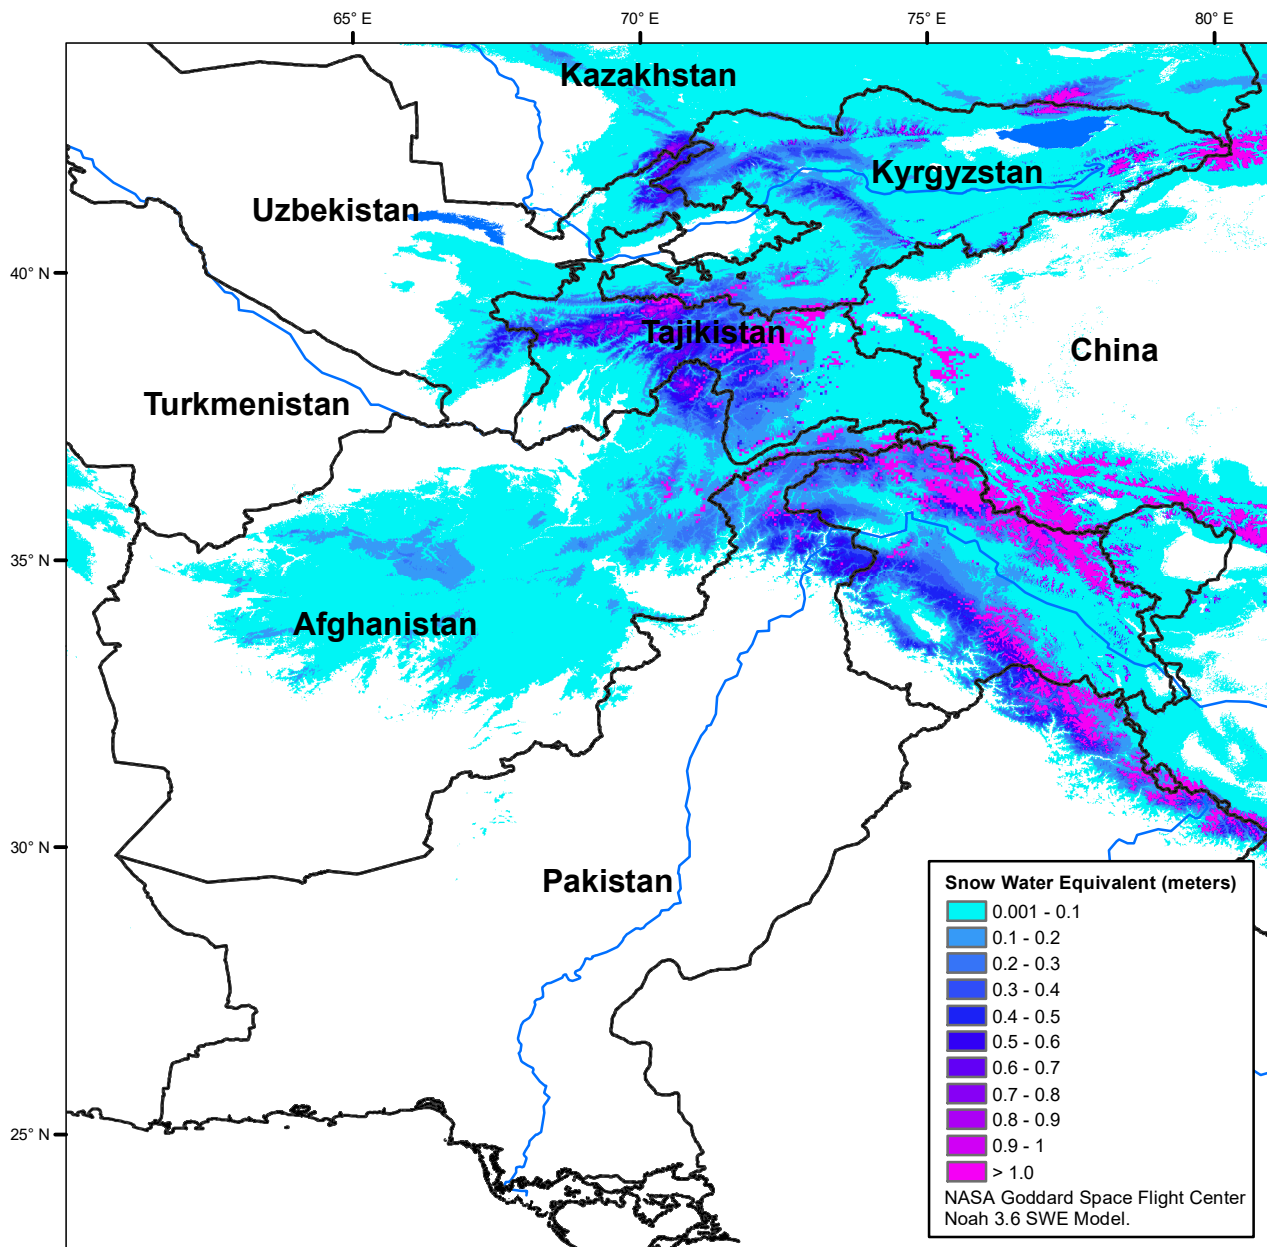 65° E
70° E
75° E
80° E
Kazakhstan
Kyrgyzstan
Uzbekistan
40° N
Tajikistan
China
Turkmenistan
35° N
Afghanistan
30° N
Pakistan
25° N
Snow Water Equivalent (meters)
0.001 - 0.1
0.1 - 0.2
0.2 - 0.3
0.3 - 0.4
0.4 - 0.5
0.5 - 0.6
0.6 - 0.7
0.7 - 0.8
0.8 - 0.9
0.9 - 1
> 1.0
NASA Goddard Space Flight Center
Noah 3.6 SWE Model.